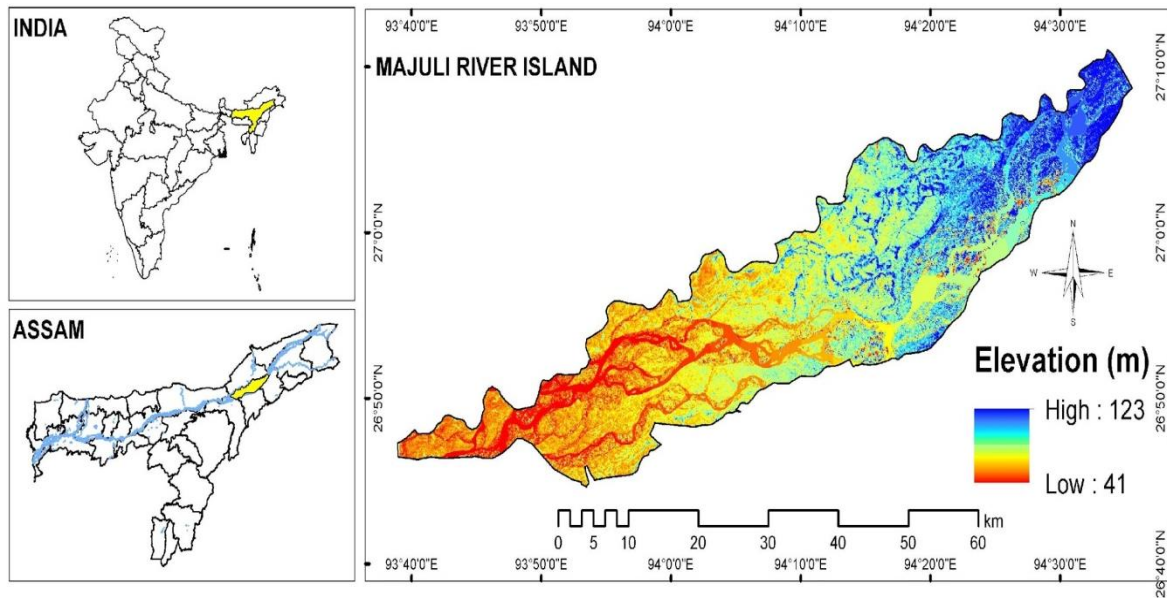 INDIA
ASSAM
MAJULI RIVER ISLAND
93°40'0"E 93°50'0"E 94°0'0"E 94°10'0"E 94°20'0"E 94°30'0"E
27°10'0"N
27°0'0"N
26°50'0"N
26°40'0"N
N
W E
S
Elevation (m)
High : 123
Low : 41
km
0 5 10 20 30 40 50 60
93°40'0"E 93°50'0"E 94°0'0"E 94°10'0"E 94°20'0"E 94°30'0"E
27°10'0"N
27°0'0"N
26°50'0"N
26°40'0"N